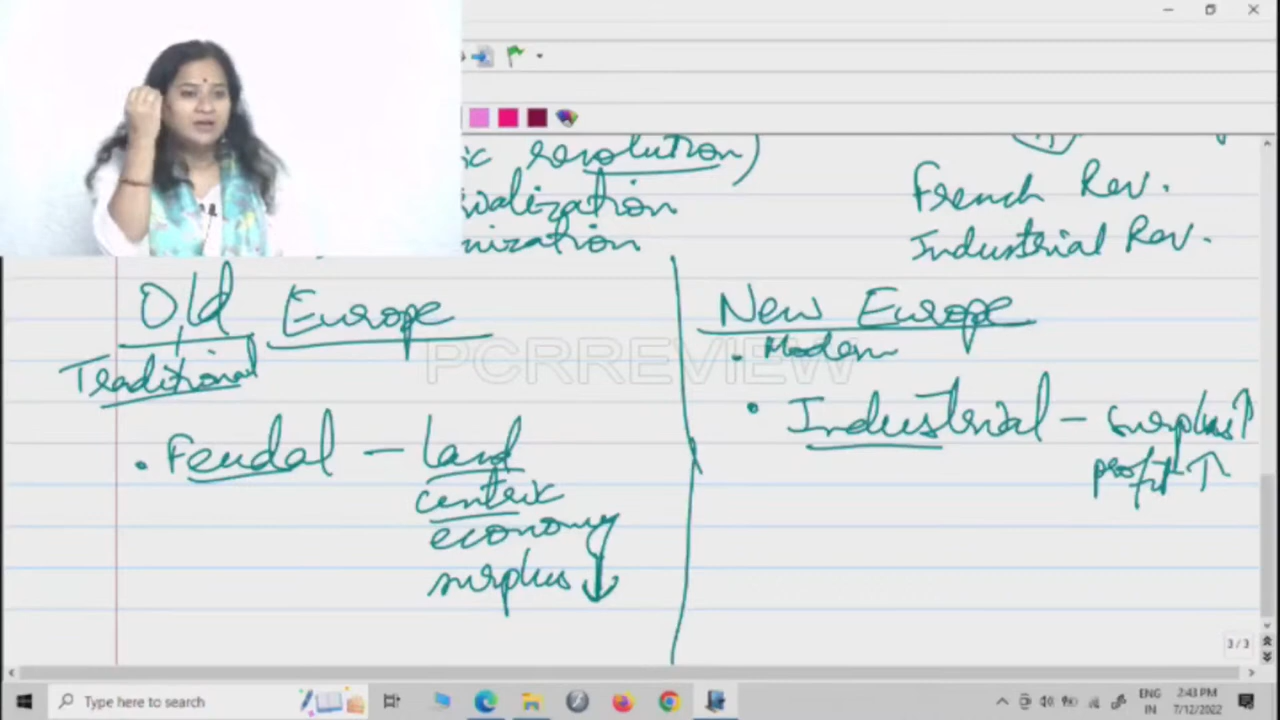 revolution)
French Rev.
Industrial Rev.
Old Europe
Traditional
• Feudal – land
centric
economy
surplus ↓
New Europe
• Modern
• Industrial – surplus ↑
profit ↑
PCRREVIEW
3/3
Type here to search
ENG
IN
2:43 PM
7/12/2022